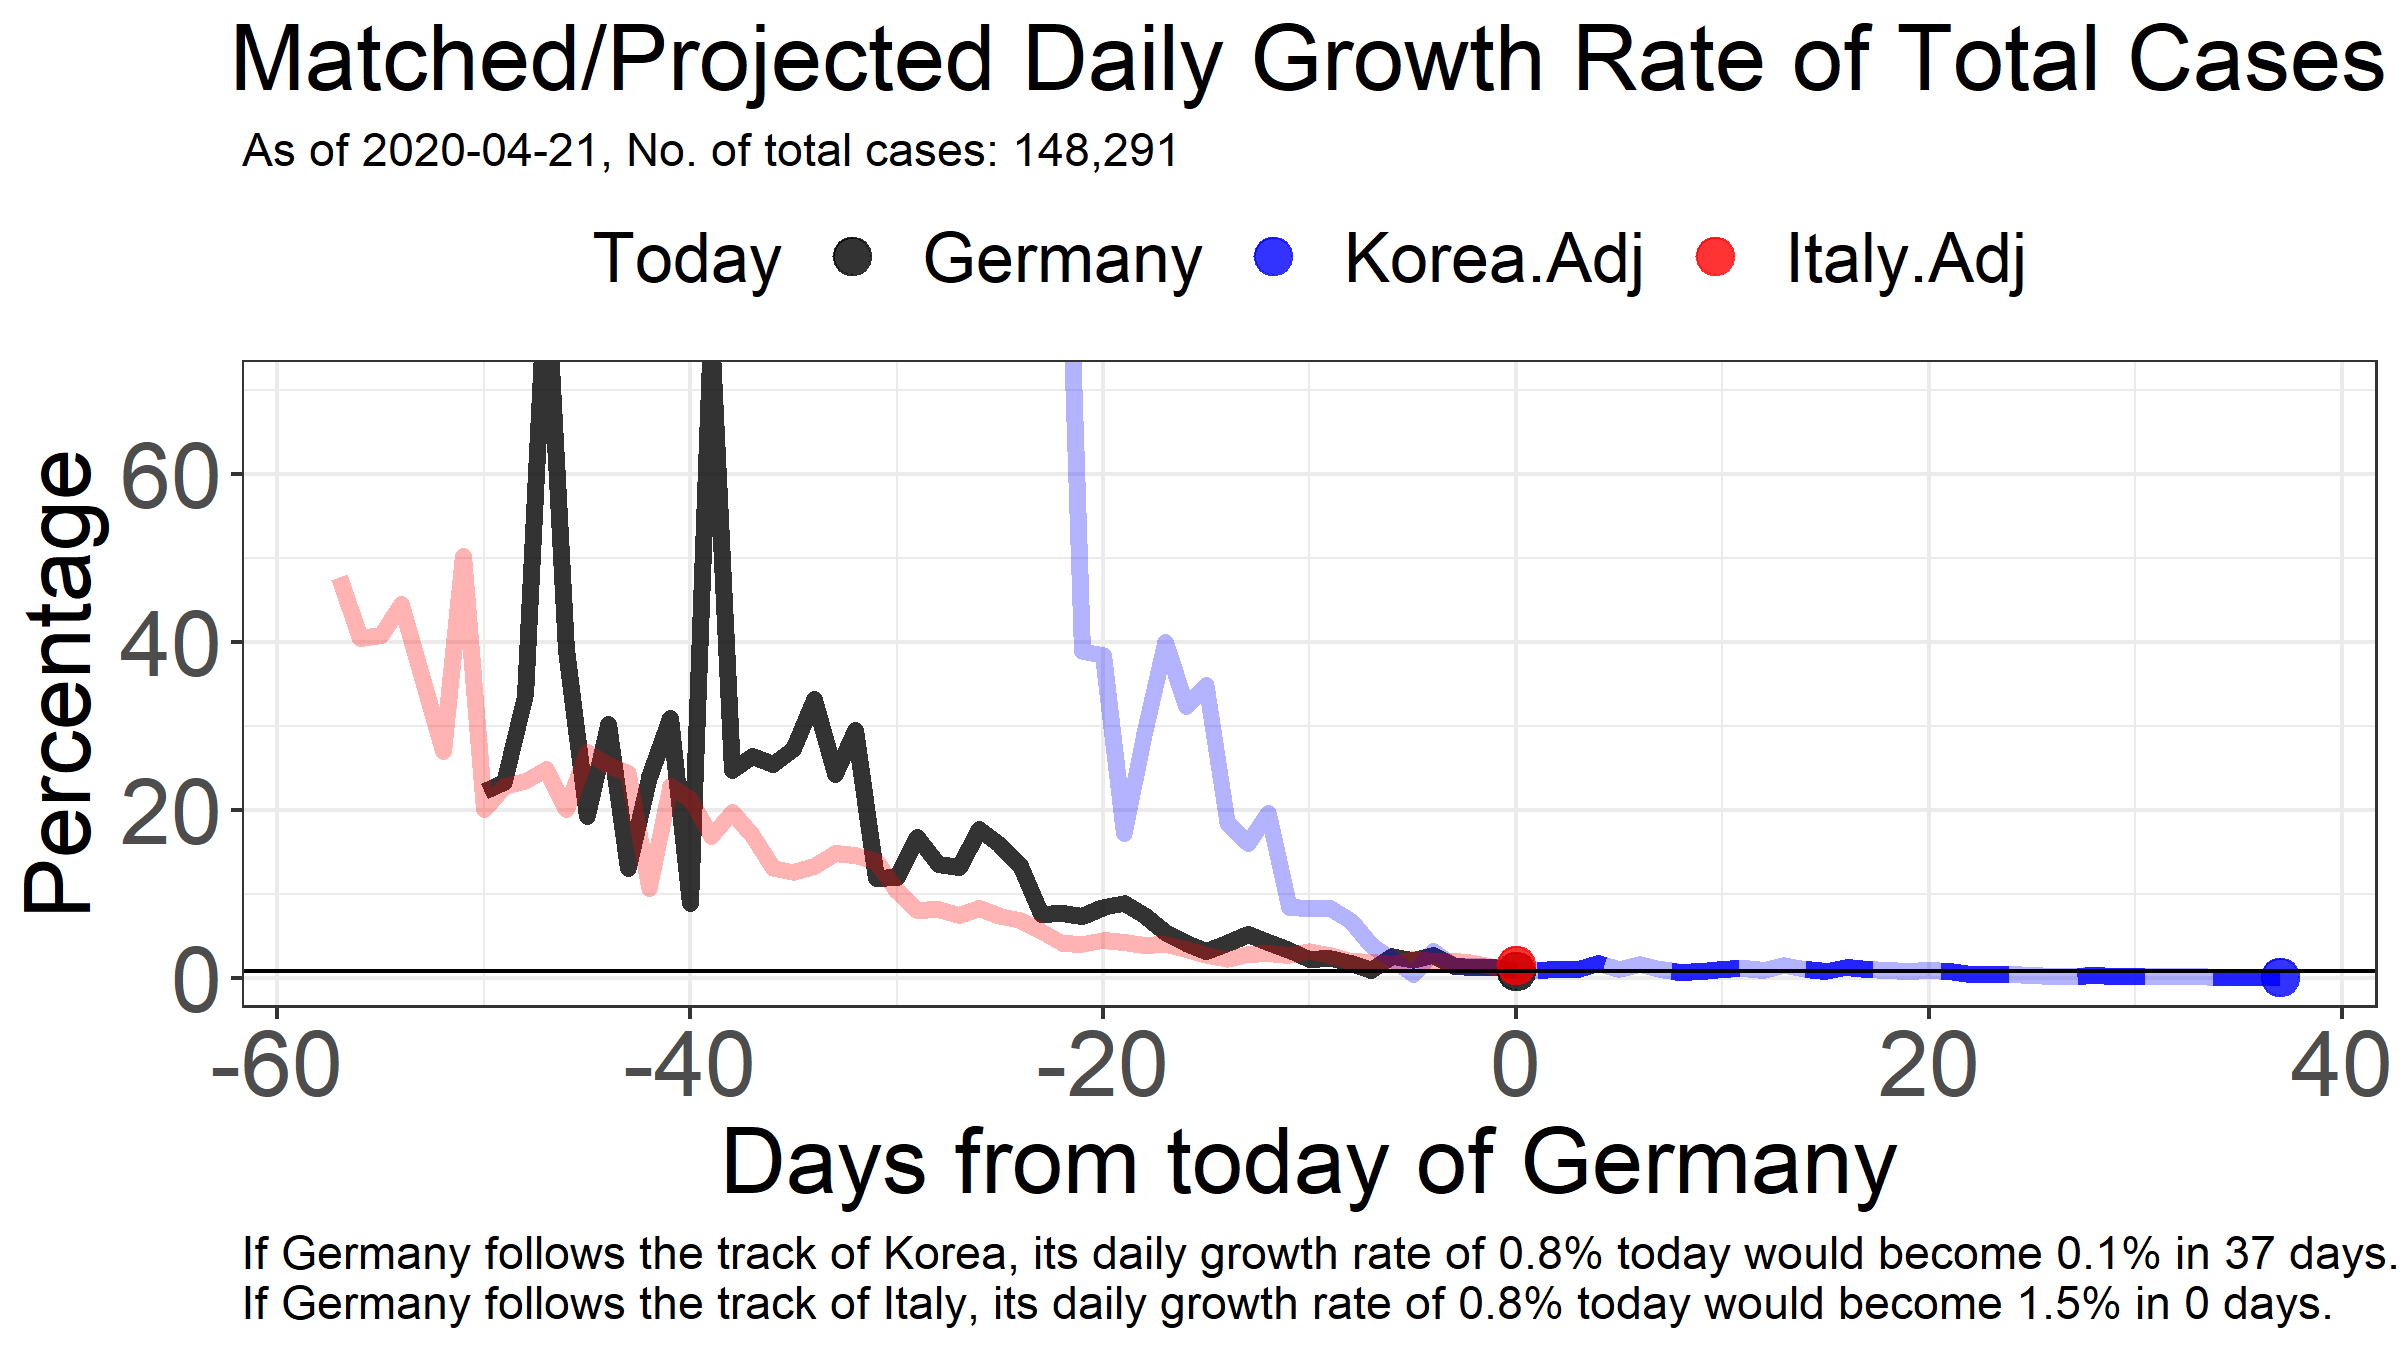 Matched/Projected Daily Growth Rate of Total Cases
As of 2020-04-21, No. of total cases: 148,291
Today Germany Korea.Adj Italy.Adj
Percentage
60
40
20
0
-60 -40 -20 0 20 40
Days from today of Germany
If Germany follows the track of Korea, its daily growth rate of 0.8% today would become 0.1% in 37 days.
If Germany follows the track of Italy, its daily growth rate of 0.8% today would become 1.5% in 0 days.